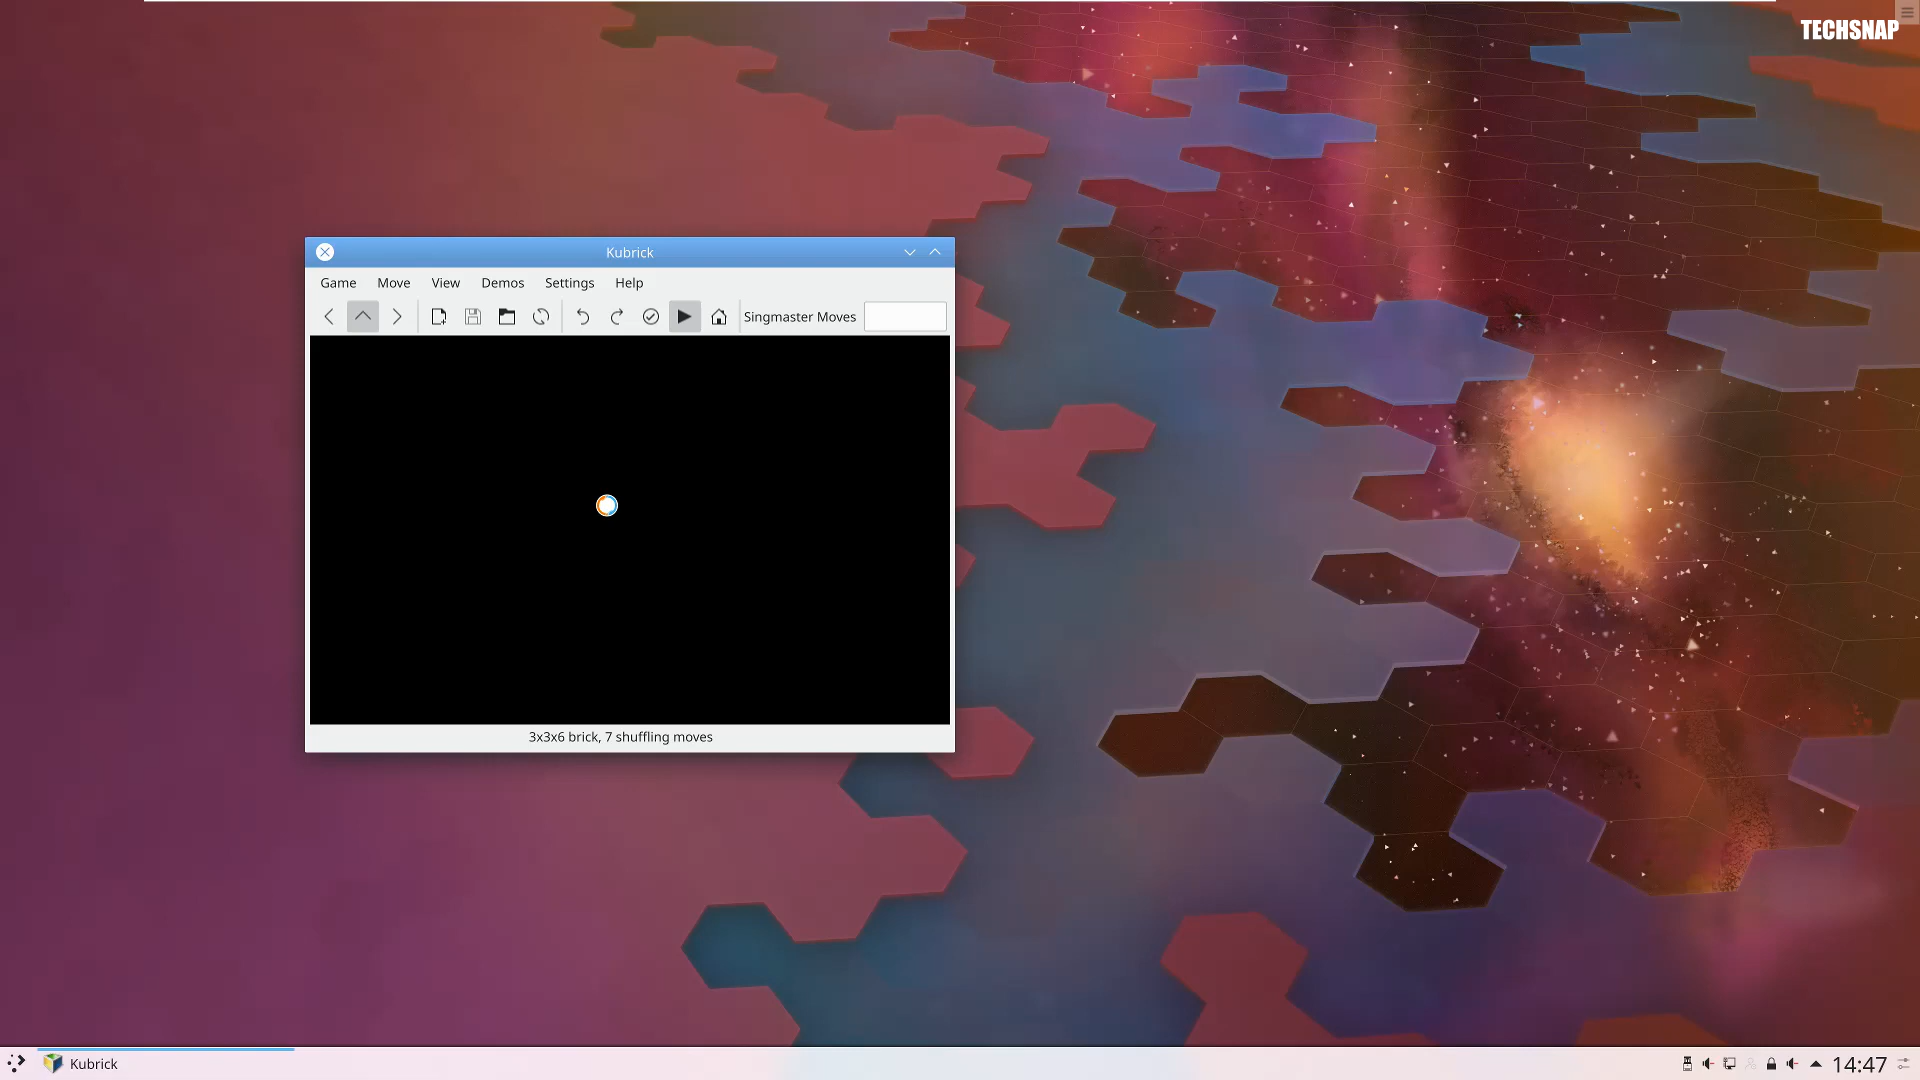 TECHSNAP
Kubrick
Game Move View Demos Settings Help
Singmaster Moves
3x3x6 brick, 7 shuffling moves
Kubrick
14:47